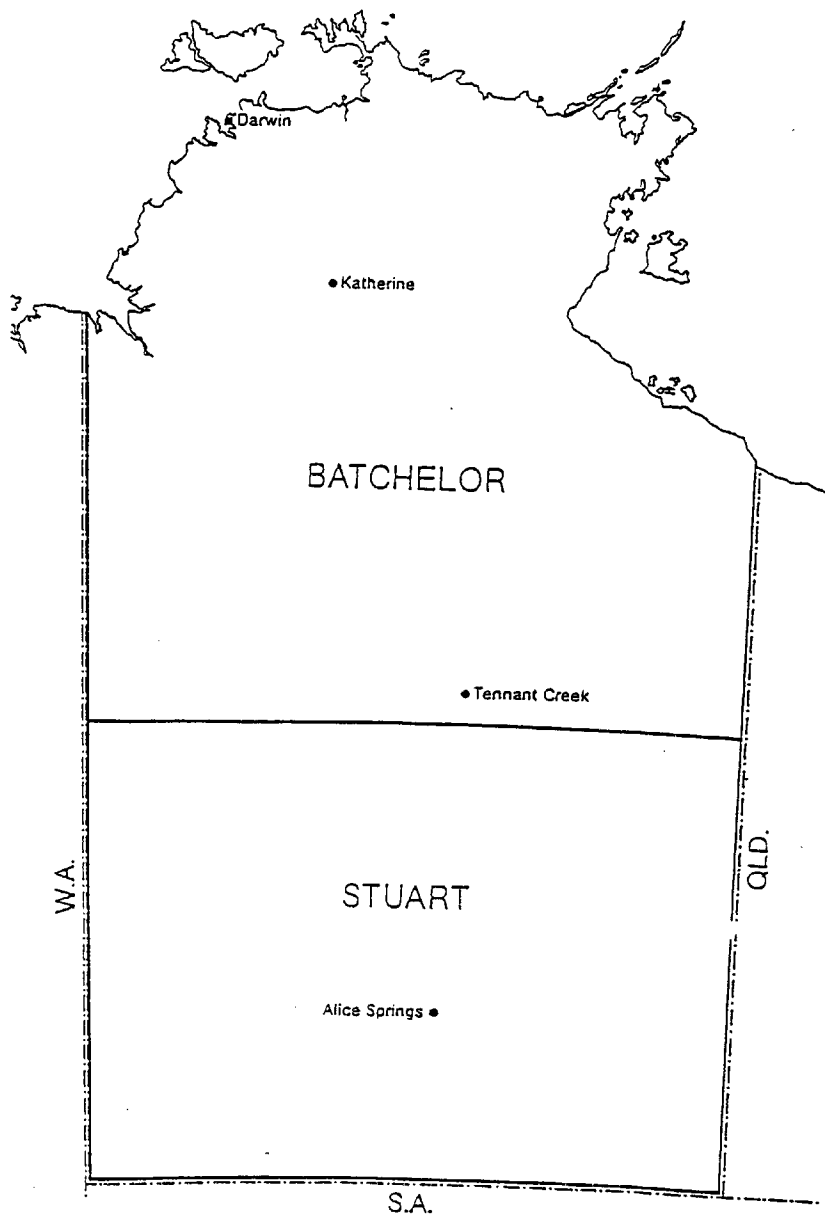 Darwin
Katherine
BATCHELOR
Tennant Creek
W.A.
QLD.
STUART
Alice Springs
S.A.